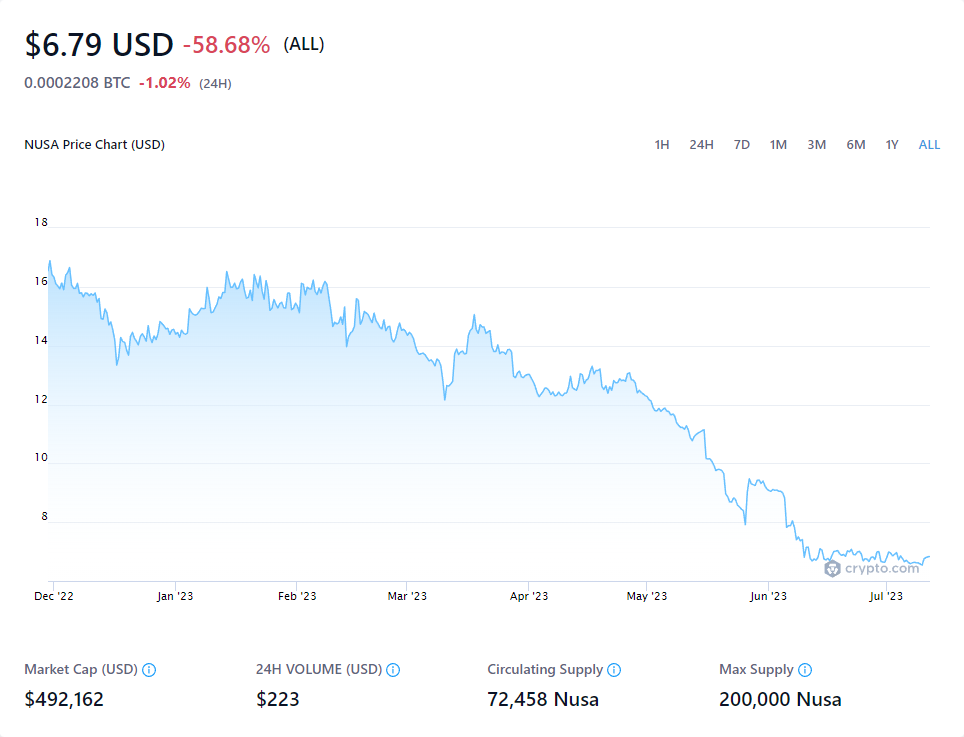 $6.79 USD -58.68% (ALL)
0.0002208 BTC -1.02% (24H)
NUSA Price Chart (USD) 1H 24H 7D 1M 3M 6M 1Y ALL
18
16
14
12
10
8
crypto.com
Dec '22 Jan '23 Feb '23 Mar '23 Apr '23 May '23 Jun '23 Jul '23
Market Cap (USD) 24H VOLUME (USD) Circulating Supply Max Supply
$492,162 $223 72,458 Nusa 200,000 Nusa